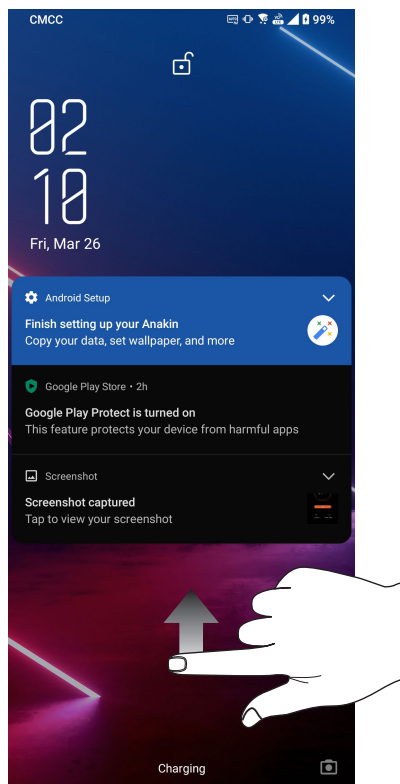 CMCC 99%
02
10
Fri, Mar 26
Android Setup
Finish setting up your Anakin
Copy your data, set wallpaper, and more
Google Play Store • 2h
Google Play Protect is turned on
This feature protects your device from harmful apps
Screenshot
Screenshot captured
Tap to view your screenshot
Charging